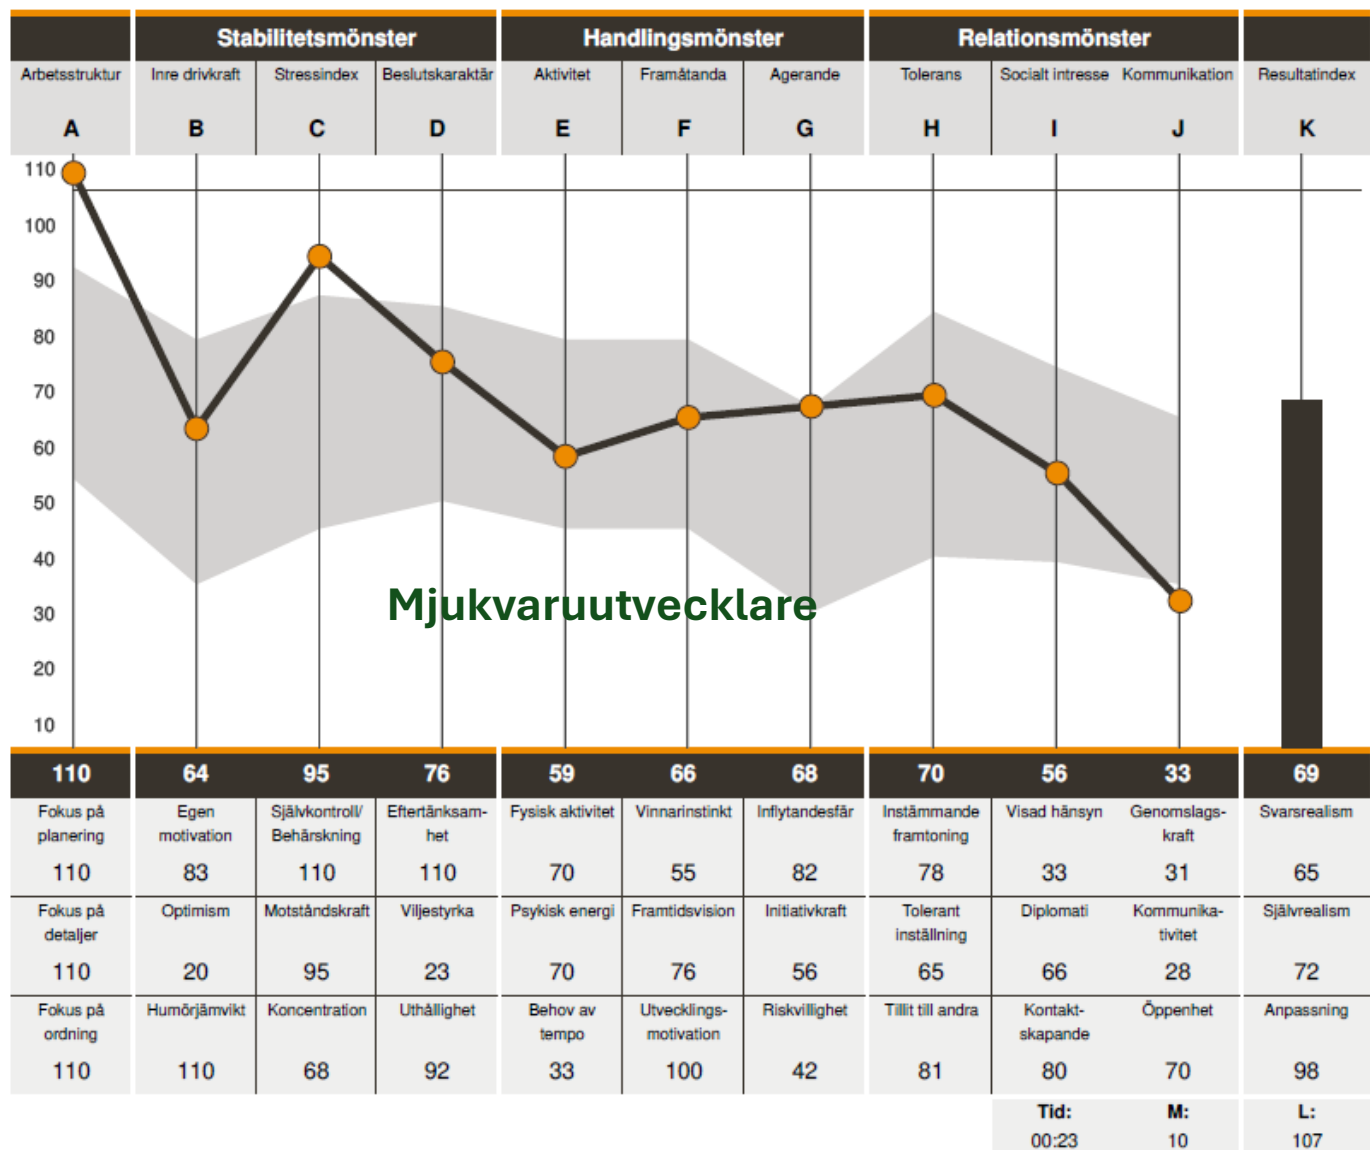 Stabilitetsmönster Handlingsmönster Relationsmönster
Arbetsstruktur Inre drivkraft Stressindex Beslutskaraktär Aktivitet Framåtanda Agerande Tolerans Socialt intresse Kommunikation Resultatindex
A B C D E F G H I J K
110
100
90
80
70
60
50
40
Mjukvaruutvecklare
30
20
10
110 64 95 76 59 66 68 70 56 33 69
Fokus på Egen Självkontroll/ Eftertänksam- Fysisk aktivitet Vinnarinstinkt Inflytandesfär Instämmande Visad hänsyn Genomslags- Svarsrealism
planering motivation Behärskning het framtoning kraft
110 83 110 110 70 55 82 78 33 31 65
Fokus på Optimism Motståndskraft Viljestyrka Psykisk energi Framtidsvision Initiativkraft Tolerant Diplomati Kommunika- Självrealism
detaljer inställning tivitet
110 20 95 23 70 76 56 65 66 28 72
Fokus på Humörjämvikt Koncentration Uthållighet Behov av Utvecklings- Riskvillighet Tillit till andra Kontakt- Öppenhet Anpassning
ordning tempo motivation skapande
110 110 68 92 33 100 42 81 80 70 98
Tid: M: L:
00:23 10 107